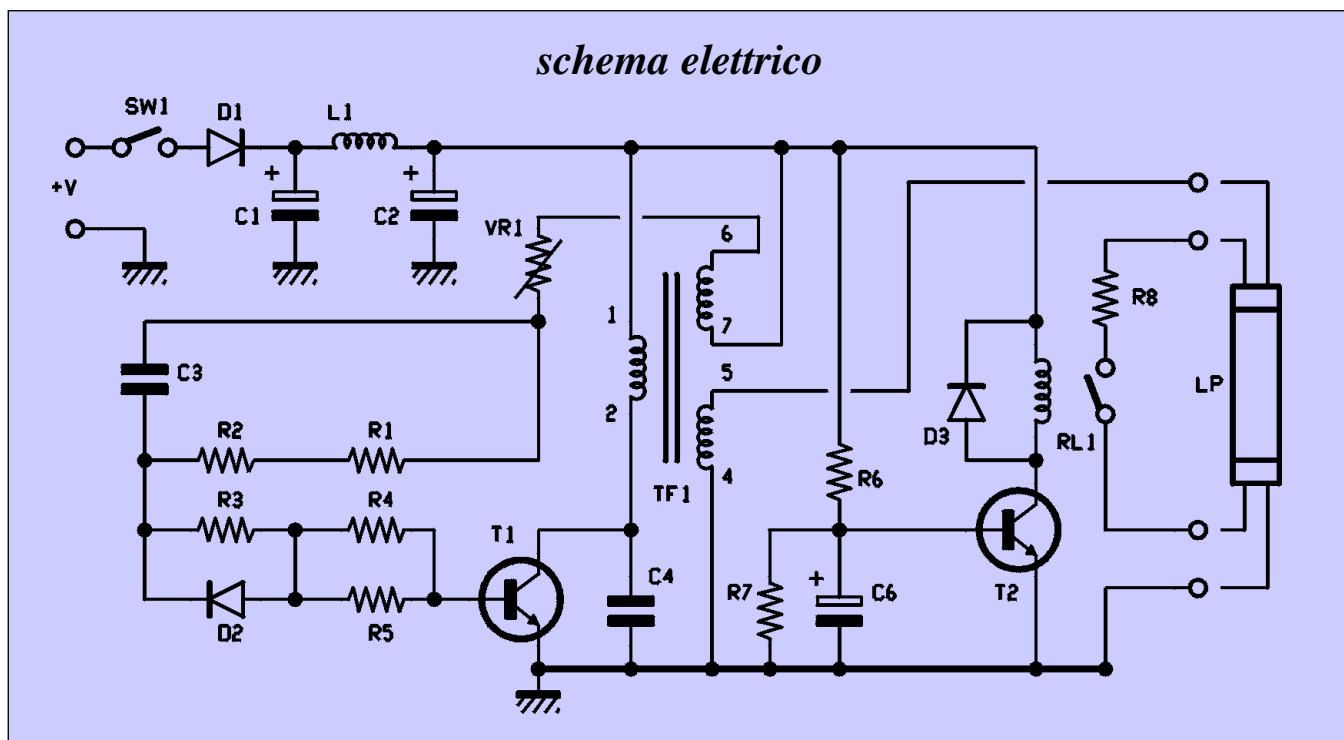 schema elettrico
SW1
D1
L1
+V
+
C1
+
C2
VR1
6
1
7
R8
C3
5
LP
2
D3
RL1
R2
R1
4
TF1
R6
R3
R4
T1
C4
R7
+
C6
T2
D2
R5